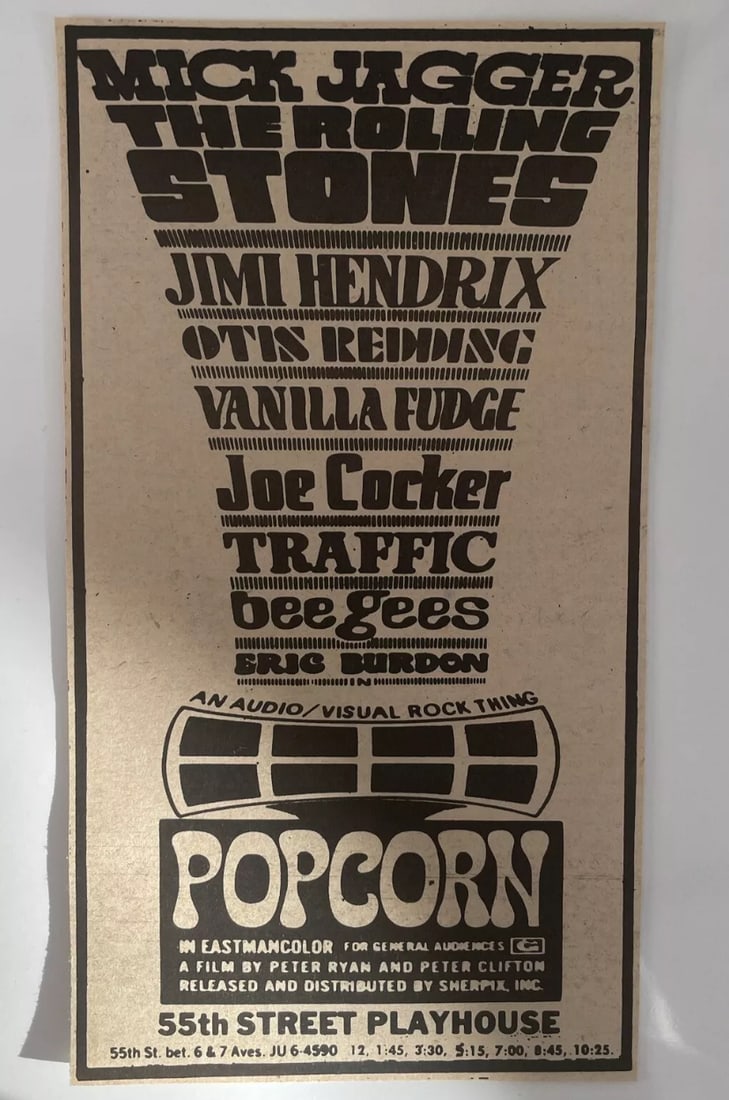 MICK JAGGER
THE ROLLING
STONES
JIMI HENDRIX
OTIS REDDING
VANILLA FUDGE
Joe Cocker
TRAFFIC
bee gees
ERIC BURDON
IN
AN AUDIO/VISUAL ROCK THING
POPCORN
IN EASTMANCOLOR FOR GENERAL AUDIENCES G
A FILM BY PETER RYAN AND PETER CLIFTON
RELEASED AND DISTRIBUTED BY SHERPIX, INC.
55th STREET PLAYHOUSE
55th St. bet. 6 & 7 Aves. JU 6-4590 12, 1:45, 3:30, 5:15, 7:00, 8:45, 10:25.